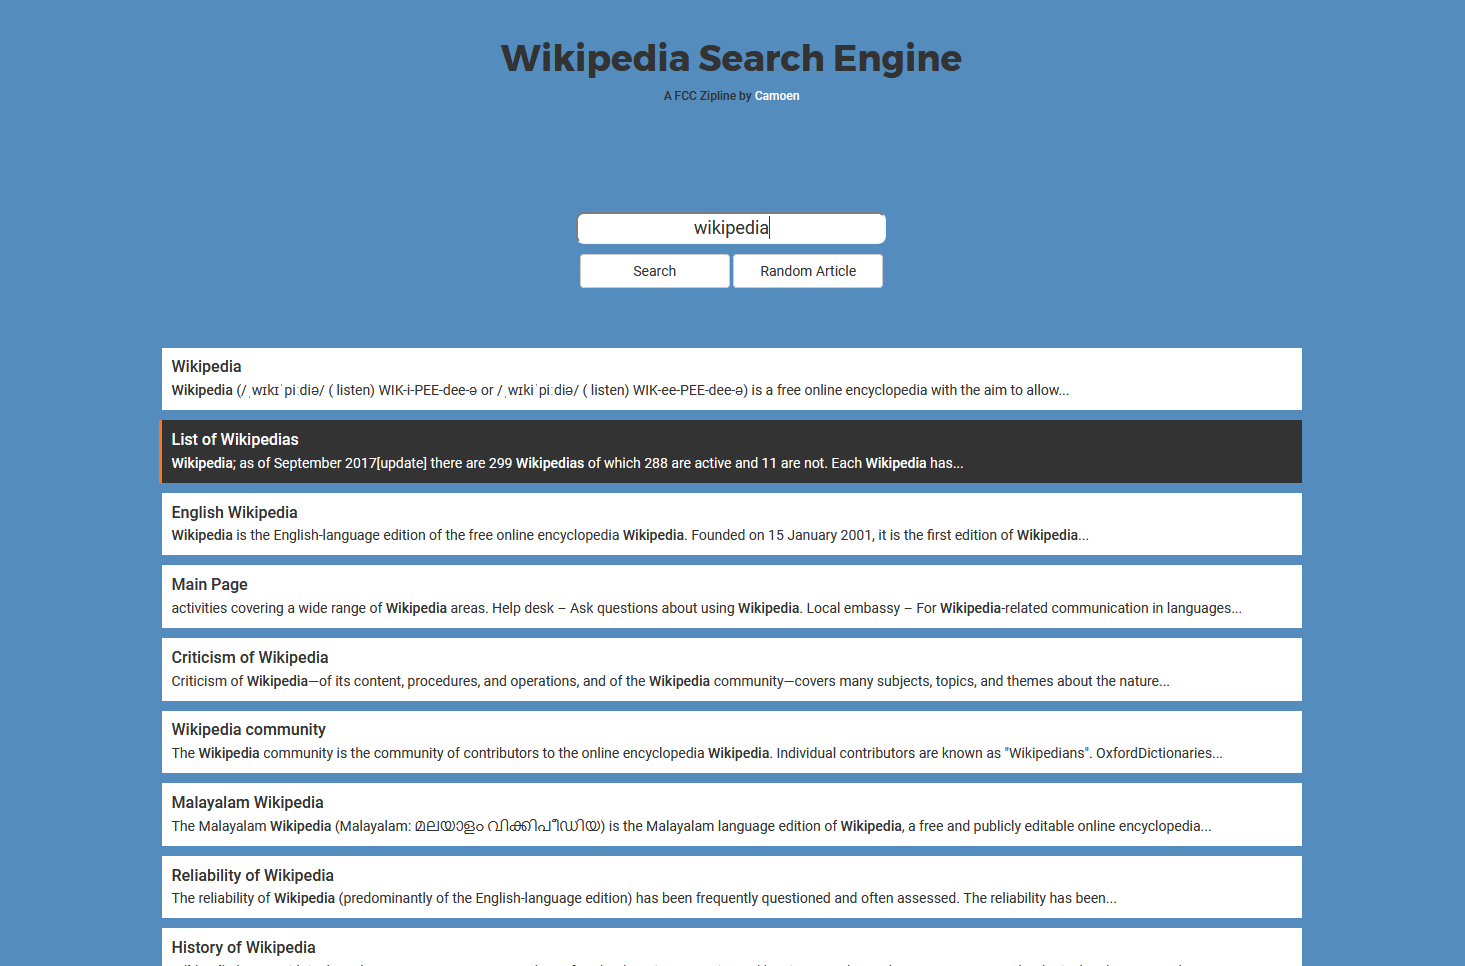 Wikipedia Search Engine
A FCC Zipline by Camoen
wikipedia
Search
Random Article
Wikipedia
Wikipedia (/ˌwɪkɪˈpiːdiə/ ( listen) WIK-i-PEE-dee-ə or /ˌwɪkiˈpiːdiə/ ( listen) WIK-ee-PEE-dee-ə) is a free online encyclopedia with the aim to allow...
List of Wikipedias
Wikipedia; as of September 2017[update] there are 299 Wikipedias of which 288 are active and 11 are not. Each Wikipedia has...
English Wikipedia
Wikipedia is the English-language edition of the free online encyclopedia Wikipedia. Founded on 15 January 2001, it is the first edition of Wikipedia...
Main Page
activities covering a wide range of Wikipedia areas. Help desk – Ask questions about using Wikipedia. Local embassy – For Wikipedia-related communication in languages...
Criticism of Wikipedia
Criticism of Wikipedia—of its content, procedures, and operations, and of the Wikipedia community—covers many subjects, topics, and themes about the nature...
Wikipedia community
The Wikipedia community is the community of contributors to the online encyclopedia Wikipedia. Individual contributors are known as "Wikipedians". OxfordDictionaries...
Malayalam Wikipedia
The Malayalam Wikipedia (Malayalam: മലയാളം വിക്കിപീഡിയ) is the Malayalam language edition of Wikipedia, a free and publicly editable online encyclopedia...
Reliability of Wikipedia
The reliability of Wikipedia (predominantly of the English-language edition) has been frequently questioned and often assessed. The reliability has been...
History of Wikipedia